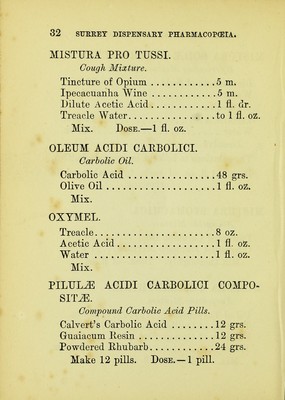 32 SURREY DISPENSARY PHARMACOPŒIA.
MISTURA PRO TUSSI.
Cough Mixture.
Tincture of Opium ............5 m.
Ipecacuanha Wine ...........5 m.
Dilute Acetic Acid............1 fl. dr.
Treacle Water...............to 1 fl. oz.
Mix. DOSE.—1 fl. oz.
OLEUM ACIDI CARBOLICI.
Carbolic Oil.
Carbolic Acid ...............48 grs.
Olive Oil ...................1 fl. oz.
Mix.
OXYMEL.
Treacle.....................8 oz.
Acetic Acid.................1 fl. oz.
Water .....................1 fl. oz.
Mix.
PILULÆ ACIDI CARBOLICI COMPO-
SITÆ.
Compound Carbolic Acid Pills.
Calvert's Carbolic Acid ........12 grs.
Guaiacum Resin .............12 grs.
Powdered Rhubarb...........24 grs.
Make 12 pills. DOSE.—1 pill.